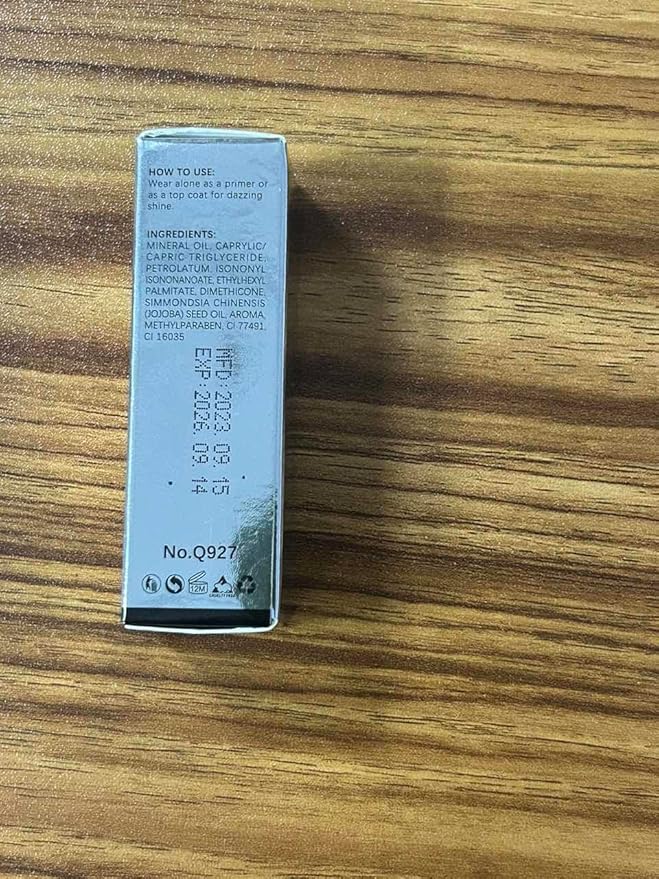 HOW TO USE:
Wear alone as a primer or
as a top coat for dazzing
shine.
INGREDIENTS:
MINERAL OIL, CAPRYLIC/
CAPRIC TRIGLYCERIDE,
PETROLATUM, ISONONYL
ISONONANOATE, ETHYLHEXYL
PALMITATE, DIMETHICONE,
SIMMONDSIA CHINENSIS
(JOJOBA) SEED OIL, AROMA,
METHYLPARABEN, CI 77491,
CI 16035
MFD: 2023. 09. 15
EXP: 2026. 09. 14
No.Q927
12M
CRUELTY FREE